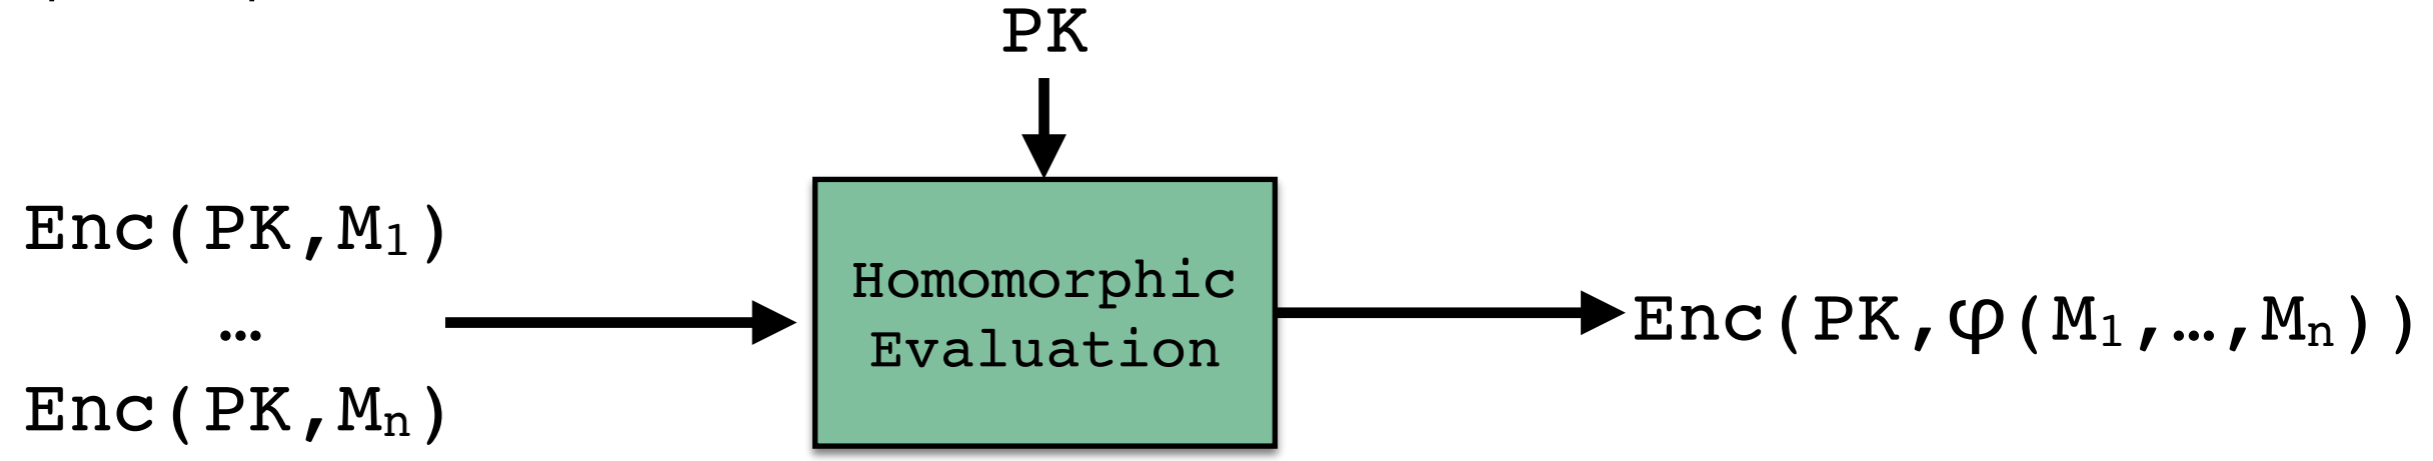 PK
Enc(PK,M₁)
…
Enc(PK,Mₙ)
Homomorphic
Evaluation
Enc(PK,φ(M₁,…,Mₙ))